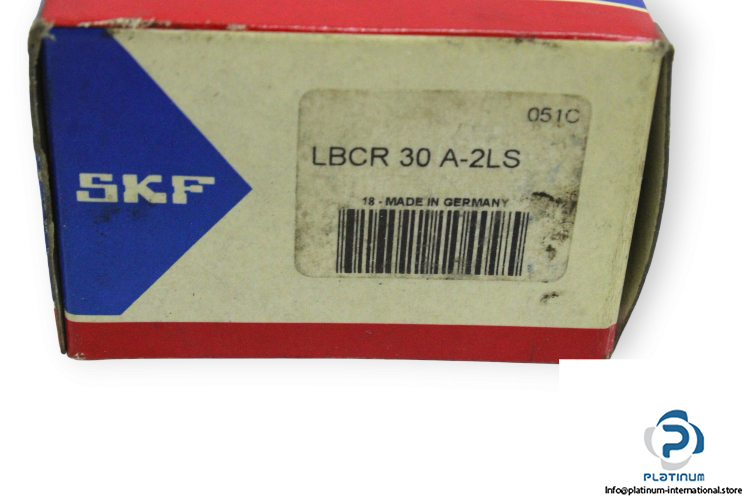 051C
LBCR 30 A-2LS
SKF
18 - MADE IN GERMANY
PLATINUM
Info@platinum-international.store